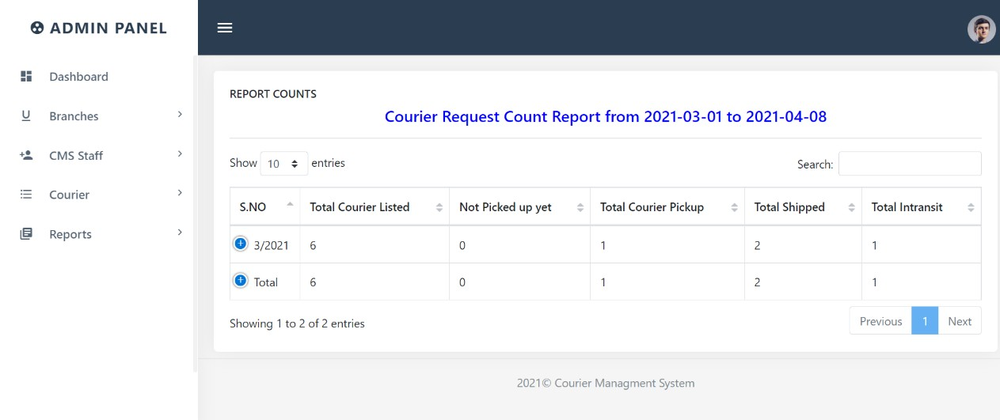 ADMIN PANEL
Dashboard
Branches
CMS Staff
Courier
Reports
REPORT COUNTS
Courier Request Count Report from 2021-03-01 to 2021-04-08
Show 10 entries Search:
S.NO Total Courier Listed Not Picked up yet Total Courier Pickup Total Shipped Total Intransit
3/2021 6 0 1 2 1
Total 6 0 1 2 1
Showing 1 to 2 of 2 entries Previous 1 Next
2021© Courier Managment System